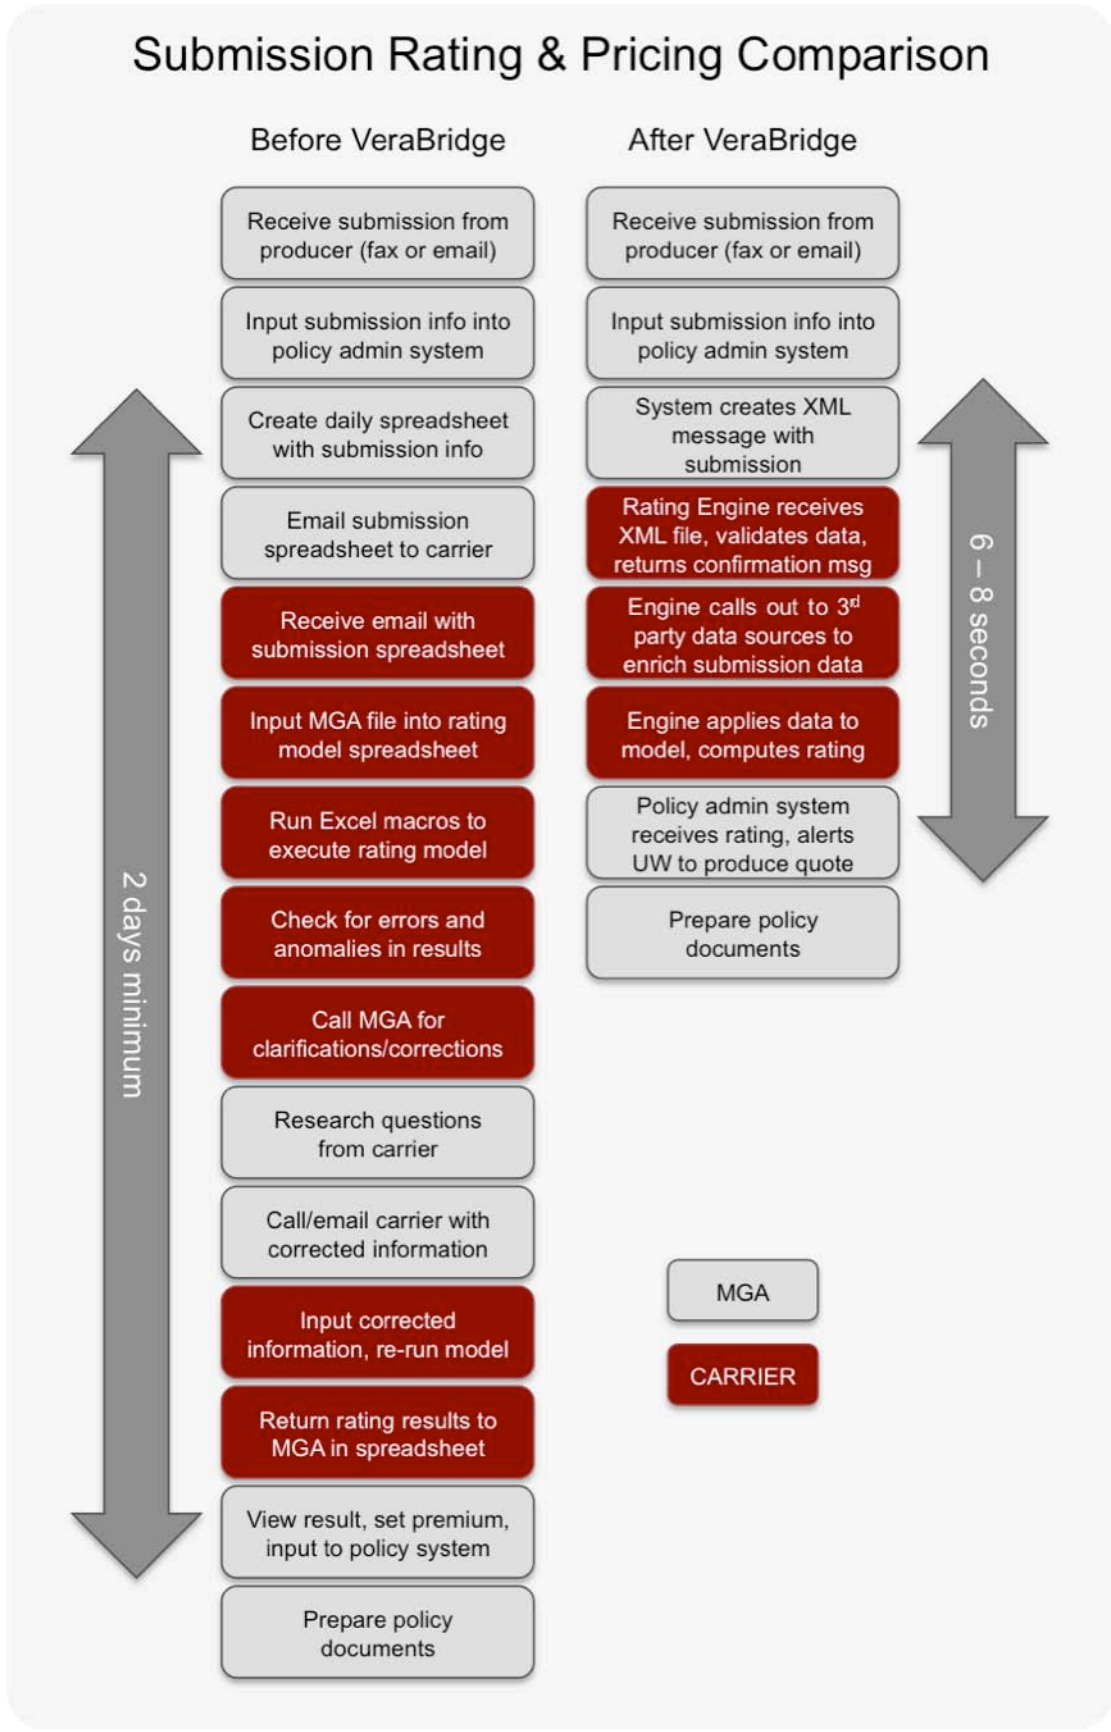 Submission Rating & Pricing Comparison
Before VeraBridge
Receive submission from
producer (fax or email)
Input submission info into
policy admin system
Create daily spreadsheet
with submission info
Email submission
spreadsheet to carrier
Receive email with
submission spreadsheet
Input MGA file into rating
model spreadsheet
Run Excel macros to
execute rating model
Check for errors and
anomalies in results
Call MGA for
clarifications/corrections
Research questions
from carrier
Call/email carrier with
corrected information
Input corrected
information, re-run model
Return rating results to
MGA in spreadsheet
View result, set premium,
input to policy system
Prepare policy
documents
2 days minimum
After VeraBridge
Receive submission from
producer (fax or email)
Input submission info into
policy admin system
System creates XML
message with
submission
Rating Engine receives
XML file, validates data,
returns confirmation msg
Engine calls out to 3rd
party data sources to
enrich submission data
Engine applies data to
model, computes rating
Policy admin system
receives rating, alerts
UW to produce quote
Prepare policy
documents
6 – 8 seconds
MGA
CARRIER